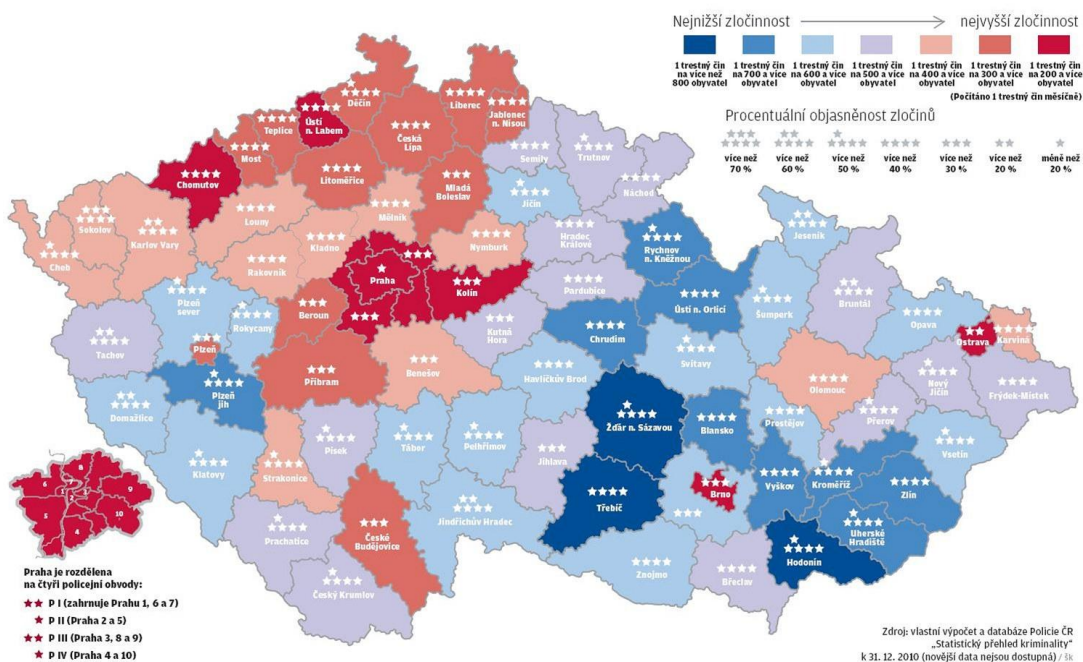 Nejnižší zločinnost
nejvyšší zločinnost
1 trestný čin
na více než
800 obyvatel
1 trestný čin
na 700 a více
obyvatel
1 trestný čin
na 600 a více
obyvatel
1 trestný čin
na 500 a více
obyvatel
1 trestný čin
na 400 a více
obyvatel
1 trestný čin
na 300 a více
obyvatel
1 trestný čin
na 200 a více
obyvatel
(Počítáno 1 trestný čin měsíčně)
Procentuální objasněnost zločinů
více než
70 %
více než
60 %
více než
50 %
více než
40 %
více než
30 %
více než
20 %
méně než
20 %
Děčín
Liberec
Jablonec
n. Nisou
Ústí
n. Labem
Teplice
Česká
Lípa
Most
Semily
Trutnov
Chomutov
Litoměřice
Mladá
Boleslav
Jičín
Náchod
Sokolov
Karlovy Vary
Louny
Mělník
Cheb
Kladno
Nymburk
Hradec
Králové
Rychnov
n. Kněžnou
Jeseník
Rakovník
Praha
Kolín
Pardubice
Plzeň
sever
Rokycany
Beroun
Ústí n. Orlicí
Šumperk
Bruntál
Opava
Kutná
Hora
Chrudim
Tachov
Plzeň
Ostrava
Karviná
Příbram
Benešov
Svitavy
Havlíčkův Brod
Plzeň
jih
Olomouc
Nový
Jičín
Frýdek-Místek
Domažlice
Žďár n. Sázavou
Blansko
Prostějov
Přerov
Písek
Tábor
Pelhřimov
Jihlava
Vsetín
Klatovy
Strakonice
Vyškov
Kroměříž
Zlín
Třebíč
Brno
České
Budějovice
Jindřichův Hradec
Uherské
Hradiště
Prachatice
Hodonín
Znojmo
Břeclav
Český Krumlov
8
6
7
9
1
3
2
5
10
4
Praha je rozdělena
na čtyři policejní obvody:
P I (zahrnuje Prahu 1, 6 a 7)
P II (Praha 2 a 5)
P III (Praha 3, 8 a 9)
P IV (Praha 4 a 10)
Zdroj: vlastní výpočet a databáze Policie ČR
„Statistický přehled kriminality"
k 31. 12. 2010 (novější data nejsou dostupná) / šk